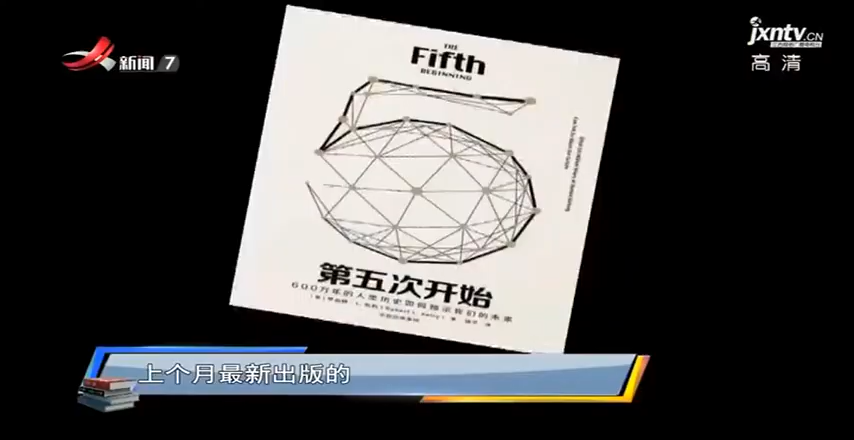 新闻 7
jxntv.CN
高清
THE
Fifth
BEGINNING
第五次开始
600万年的人类历史如何预示我们的未来
上个月最新出版的